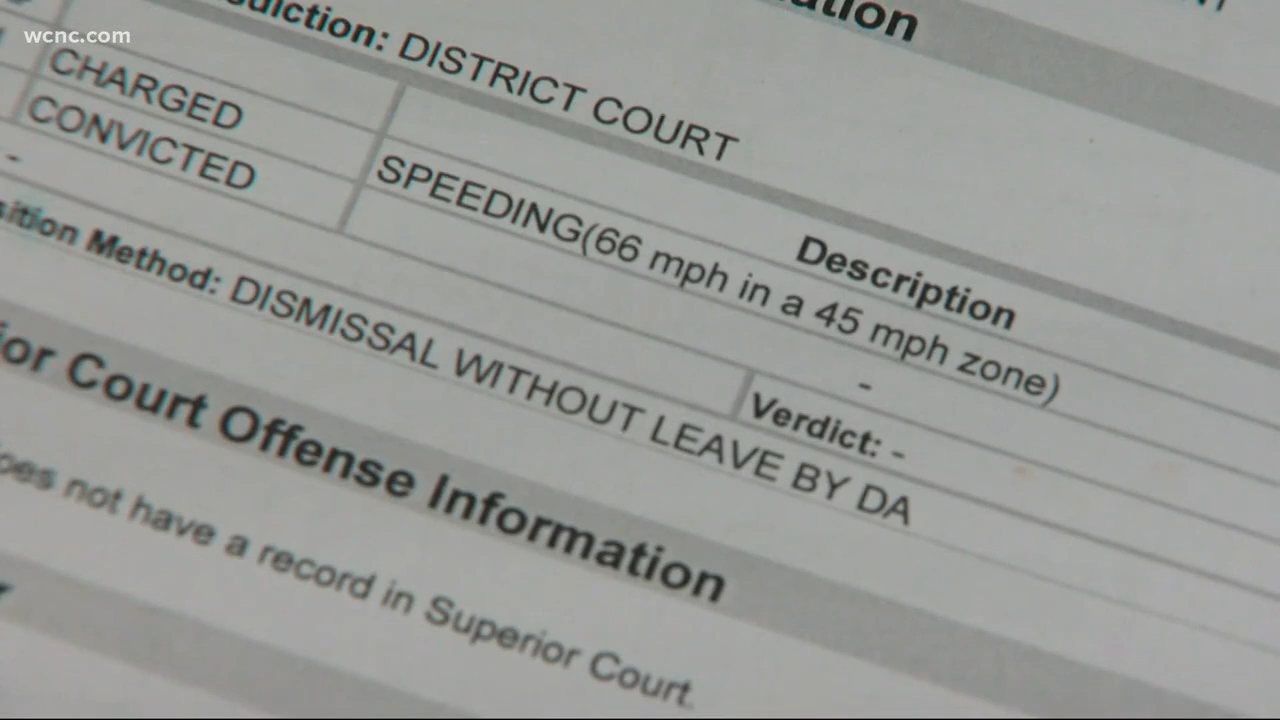 wcnc.com
Jurisdiction: DISTRICT COURT
Description
CHARGED SPEEDING(66 mph in a 45 mph zone)
CONVICTED -
-
Method: DISMISSAL WITHOUT LEAVE BY DA
Verdict: -
Court Offense Information
not have a record in Superior Court.